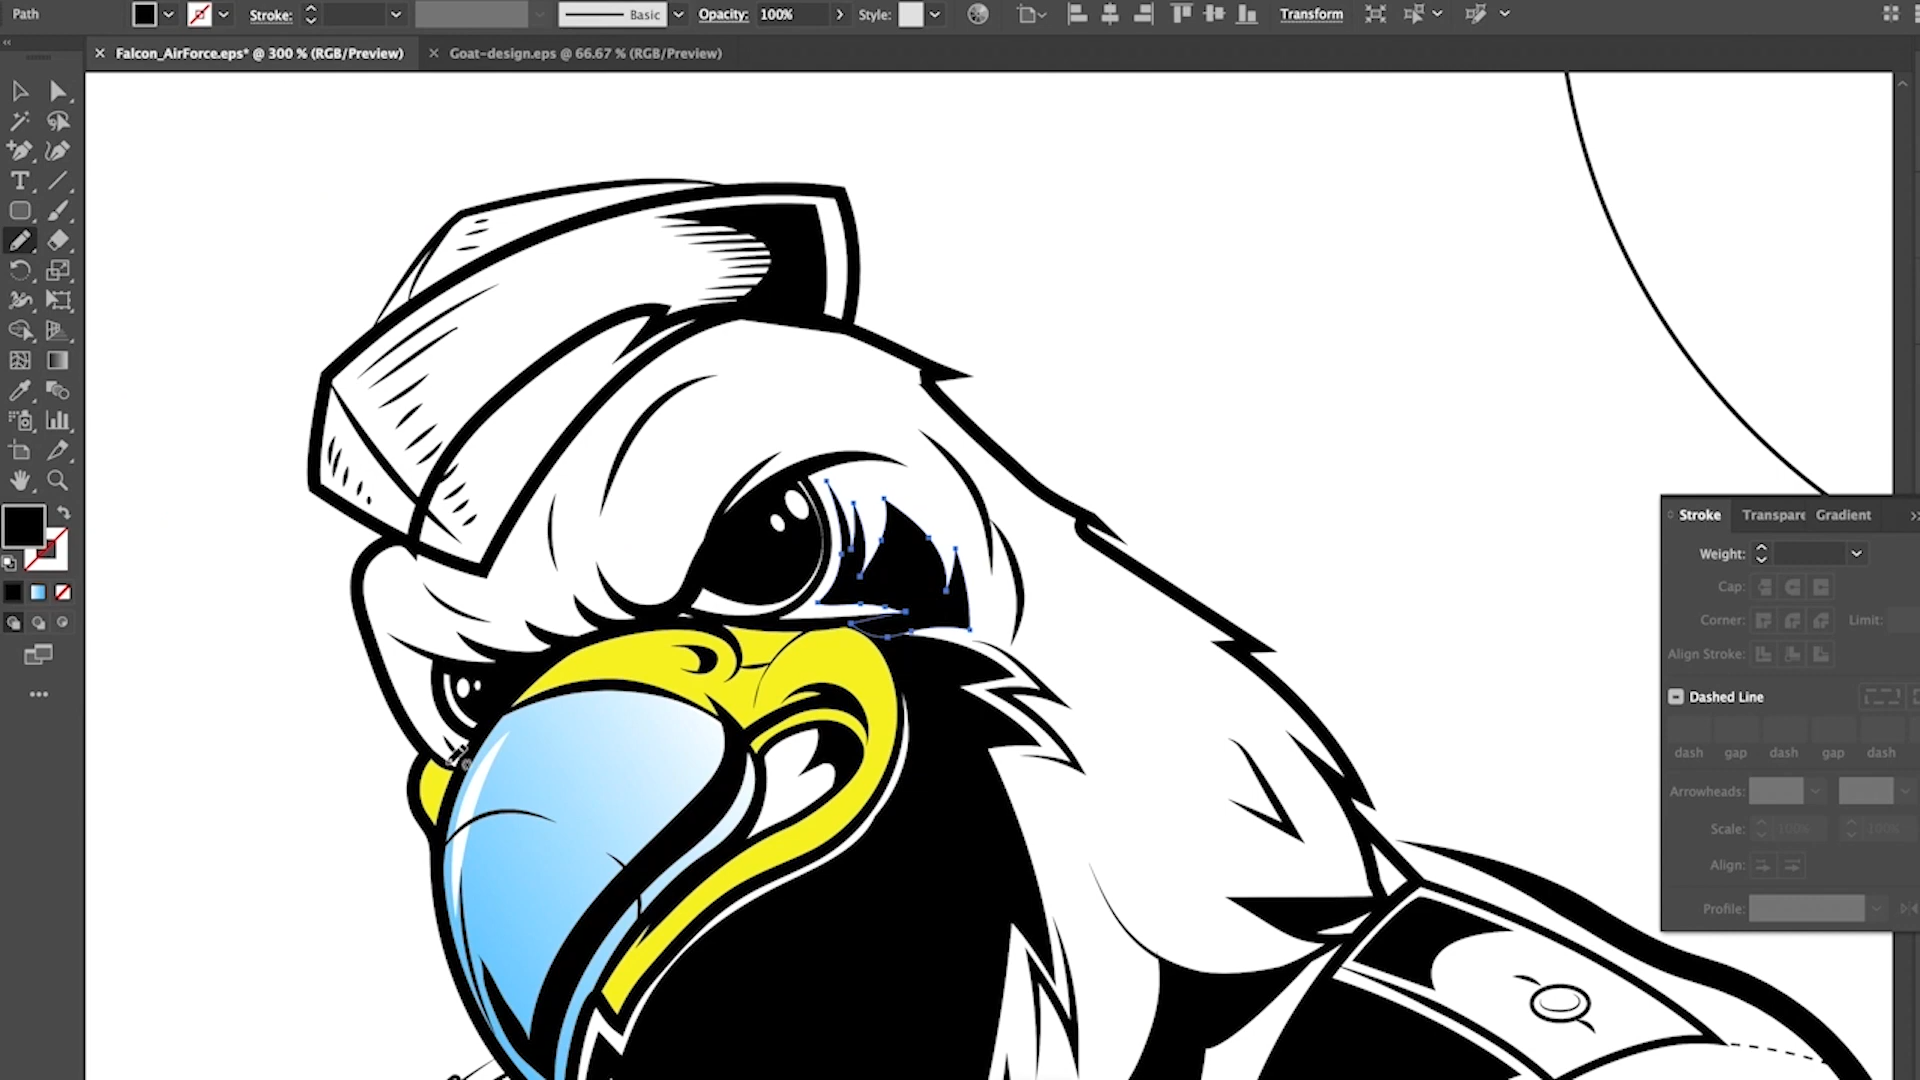 Path Stroke: Basic Opacity: 100% Style: Transform
Falcon_AirForce.eps* @ 300 % (RGB/Preview) Goat-design.eps @ 66.67 % (RGB/Preview)
Stroke Transpare Gradient
Weight:
Cap:
Corner: Limit:
Align Stroke:
Dashed Line
dash gap dash gap dash
Arrowheads:
Scale: 100% 100%
Align:
Profile: